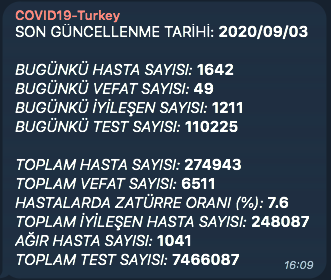 COVID19-Turkey
SON GÜNCELLENME TARİHİ: 2020/09/03
BUGÜNKÜ HASTA SAYISI: 1642
BUGÜNKÜ VEFAT SAYISI: 49
BUGÜNKÜ İYİLEŞEN SAYISI: 1211
BUGÜNKÜ TEST SAYISI: 110225
TOPLAM HASTA SAYISI: 274943
TOPLAM VEFAT SAYISI: 6511
HASTALARDA ZATÜRRE ORANI (%): 7.6
TOPLAM İYİLEŞEN HASTA SAYISI: 248087
AĞIR HASTA SAYISI: 1041
TOPLAM TEST SAYISI: 7466087
16:09